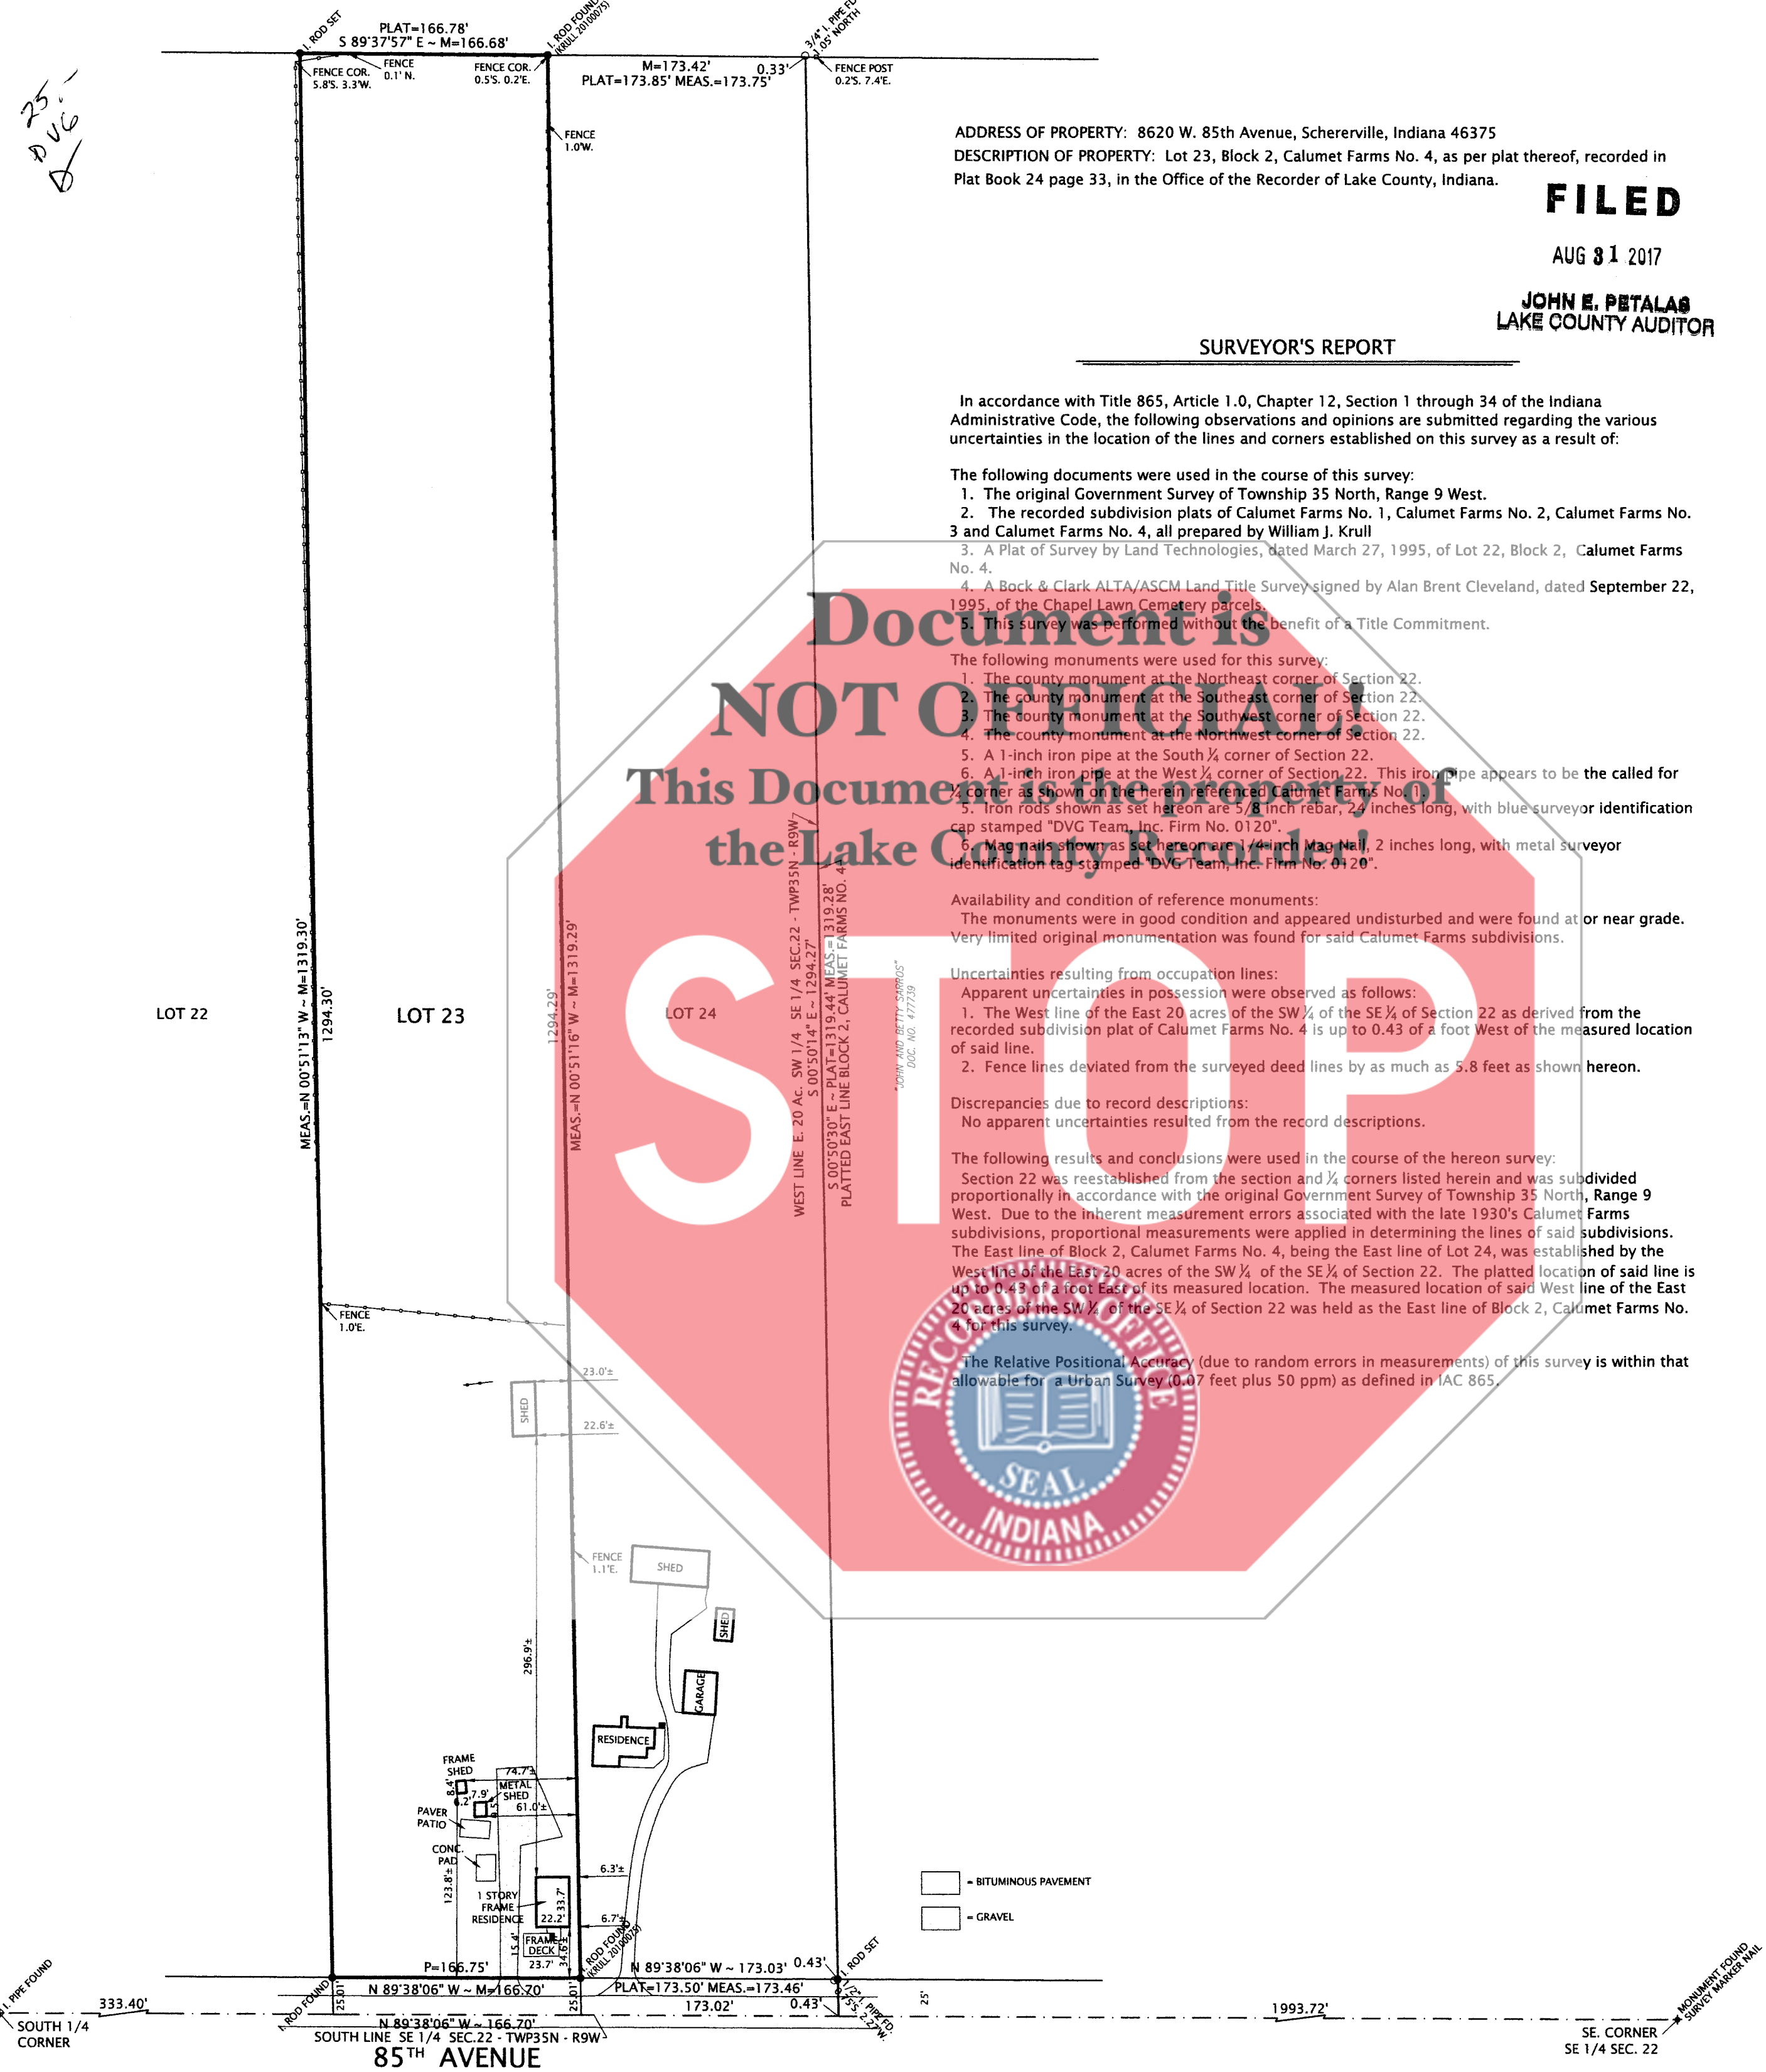 I. ROD SET
PLAT=166.78'
S 89°37'57" E ~ M=166.68'
I. ROD FOUND
(KRULL 20100075)
3/4" I. PIPE FD.
1.05' NORTH
FENCE COR.
5.8'S. 3.3'W.
FENCE
0.1' N.
FENCE COR.
0.5'S. 0.2'E.
M=173.42'
0.33'
PLAT=173.85' MEAS.=173.75'
FENCE POST
0.2'S. 7.4'E.
25.-
DVG
FENCE
1.0'W.
ADDRESS OF PROPERTY: 8620 W. 85th Avenue, Schererville, Indiana 46375
DESCRIPTION OF PROPERTY: Lot 23, Block 2, Calumet Farms No. 4, as per plat thereof, recorded in
Plat Book 24 page 33, in the Office of the Recorder of Lake County, Indiana.
FILED
AUG 31 2017
JOHN E. PETALAS
LAKE COUNTY AUDITOR
SURVEYOR'S REPORT
In accordance with Title 865, Article 1.0, Chapter 12, Section 1 through 34 of the Indiana
Administrative Code, the following observations and opinions are submitted regarding the various
uncertainties in the location of the lines and corners established on this survey as a result of:
The following documents were used in the course of this survey:
1. The original Government Survey of Township 35 North, Range 9 West.
2. The recorded subdivision plats of Calumet Farms No. 1, Calumet Farms No. 2, Calumet Farms No.
3 and Calumet Farms No. 4, all prepared by William J. Krull
3. A Plat of Survey by Land Technologies, dated March 27, 1995, of Lot 22, Block 2, Calumet Farms
No. 4.
4. A Bock & Clark ALTA/ASCM Land Title Survey signed by Alan Brent Cleveland, dated September 22,
1995, of the Chapel Lawn Cemetery parcels.
5. This survey was performed without the benefit of a Title Commitment.
The following monuments were used for this survey:
1. The county monument at the Northeast corner of Section 22.
2. The county monument at the Southeast corner of Section 22.
3. The county monument at the Southwest corner of Section 22.
4. The county monument at the Northwest corner of Section 22.
5. A 1-inch iron pipe at the South ¼ corner of Section 22.
6. A 1-inch iron pipe at the West ¼ corner of Section 22. This iron pipe appears to be the called for
¼ corner as shown on the herein referenced Calumet Farms No. 1.
5. Iron rods shown as set hereon are 5/8 inch rebar, 24 inches long, with blue surveyor identification
cap stamped "DVG Team, Inc. Firm No. 0120".
6. Mag nails shown as set hereon are 1/4-inch Mag Nail, 2 inches long, with metal surveyor
identification tag stamped "DVG Team, Inc. Firm No. 0120".
Availability and condition of reference monuments:
The monuments were in good condition and appeared undisturbed and were found at or near grade.
Very limited original monumentation was found for said Calumet Farms subdivisions.
Uncertainties resulting from occupation lines:
Apparent uncertainties in possession were observed as follows:
1. The West line of the East 20 acres of the SW ¼ of the SE ¼ of Section 22 as derived from the
recorded subdivision plat of Calumet Farms No. 4 is up to 0.43 of a foot West of the measured location
of said line.
2. Fence lines deviated from the surveyed deed lines by as much as 5.8 feet as shown hereon.
Discrepancies due to record descriptions:
No apparent uncertainties resulted from the record descriptions.
The following results and conclusions were used in the course of the hereon survey:
Section 22 was reestablished from the section and ¼ corners listed herein and was subdivided
proportionally in accordance with the original Government Survey of Township 35 North, Range 9
West. Due to the inherent measurement errors associated with the late 1930's Calumet Farms
subdivisions, proportional measurements were applied in determining the lines of said subdivisions.
The East line of Block 2, Calumet Farms No. 4, being the East line of Lot 24, was established by the
West line of the East 20 acres of the SW ¼ of the SE ¼ of Section 22. The platted location of said line is
up to 0.43 of a foot East of its measured location. The measured location of said West line of the East
20 acres of the SW ¼ of the SE ¼ of Section 22 was held as the East line of Block 2, Calumet Farms No.
4 for this survey.
The Relative Positional Accuracy (due to random errors in measurements) of this survey is within that
allowable for a Urban Survey (0.07 feet plus 50 ppm) as defined in IAC 865.
Document is
NOT OFFICIAL!
This Document is the property of
the Lake County Recorder!
STOP
RECORDER'S OFFICE
SEAL
INDIANA
LOT 22
MEAS.=N 00°51'13" W ~ M=1319.30'
1294.30'
LOT 23
1294.29'
MEAS.=N 00°51'16" W ~ M=1319.29'
LOT 24
WEST LINE E. 20 Ac. SW 1/4 SE 1/4 SEC.22 - TWP35N - R9W
S 00°50'14" E ~ 1294.27'
S 00°50'30" E ~ PLAT=1319.44' MEAS.=1319.28'
PLATTED EAST LINE BLOCK 2, CALUMET FARMS NO. 4
"JOHN AND BETTY SARROS"
DOC. NO. 477739
FENCE
1.0'E.
SHED
23.0'±
22.6'±
FENCE
1.1'E.
SHED
SHED
296.9'±
GARAGE
RESIDENCE
FRAME
SHED
74.7'±
8.4'
6.2'
7.9'
METAL
SHED
9.5'
61.0'±
PAVER
PATIO
CONC.
PAD
123.8'±
6.3'±
1 STORY
FRAME
RESIDENCE
33.7'
22.2'
6.7'±
FRAME
DECK
15.4'
34.6'±
23.7'
I. ROD FOUND
(KRULL 20100075)
= BITUMINOUS PAVEMENT
= GRAVEL
P=166.75'
N 89°38'06" W ~ 173.03'
0.43'
I. ROD SET
N 89°38'06" W ~ M=166.70'
PLAT=173.50' MEAS.=173.46'
25.01'
25.01'
I. ROD FOUND
173.02'
0.43'
1/2" I. PIPE FD.
0.75'S. 2.27'W.
25'
I. PIPE FOUND
333.40'
SOUTH 1/4
CORNER
N 89°38'06" W ~ 166.70'
SOUTH LINE SE 1/4 SEC.22 - TWP35N - R9W
85TH AVENUE
1993.72'
MONUMENT FOUND
SURVEY MARKER NAIL
SE. CORNER
SE 1/4 SEC. 22